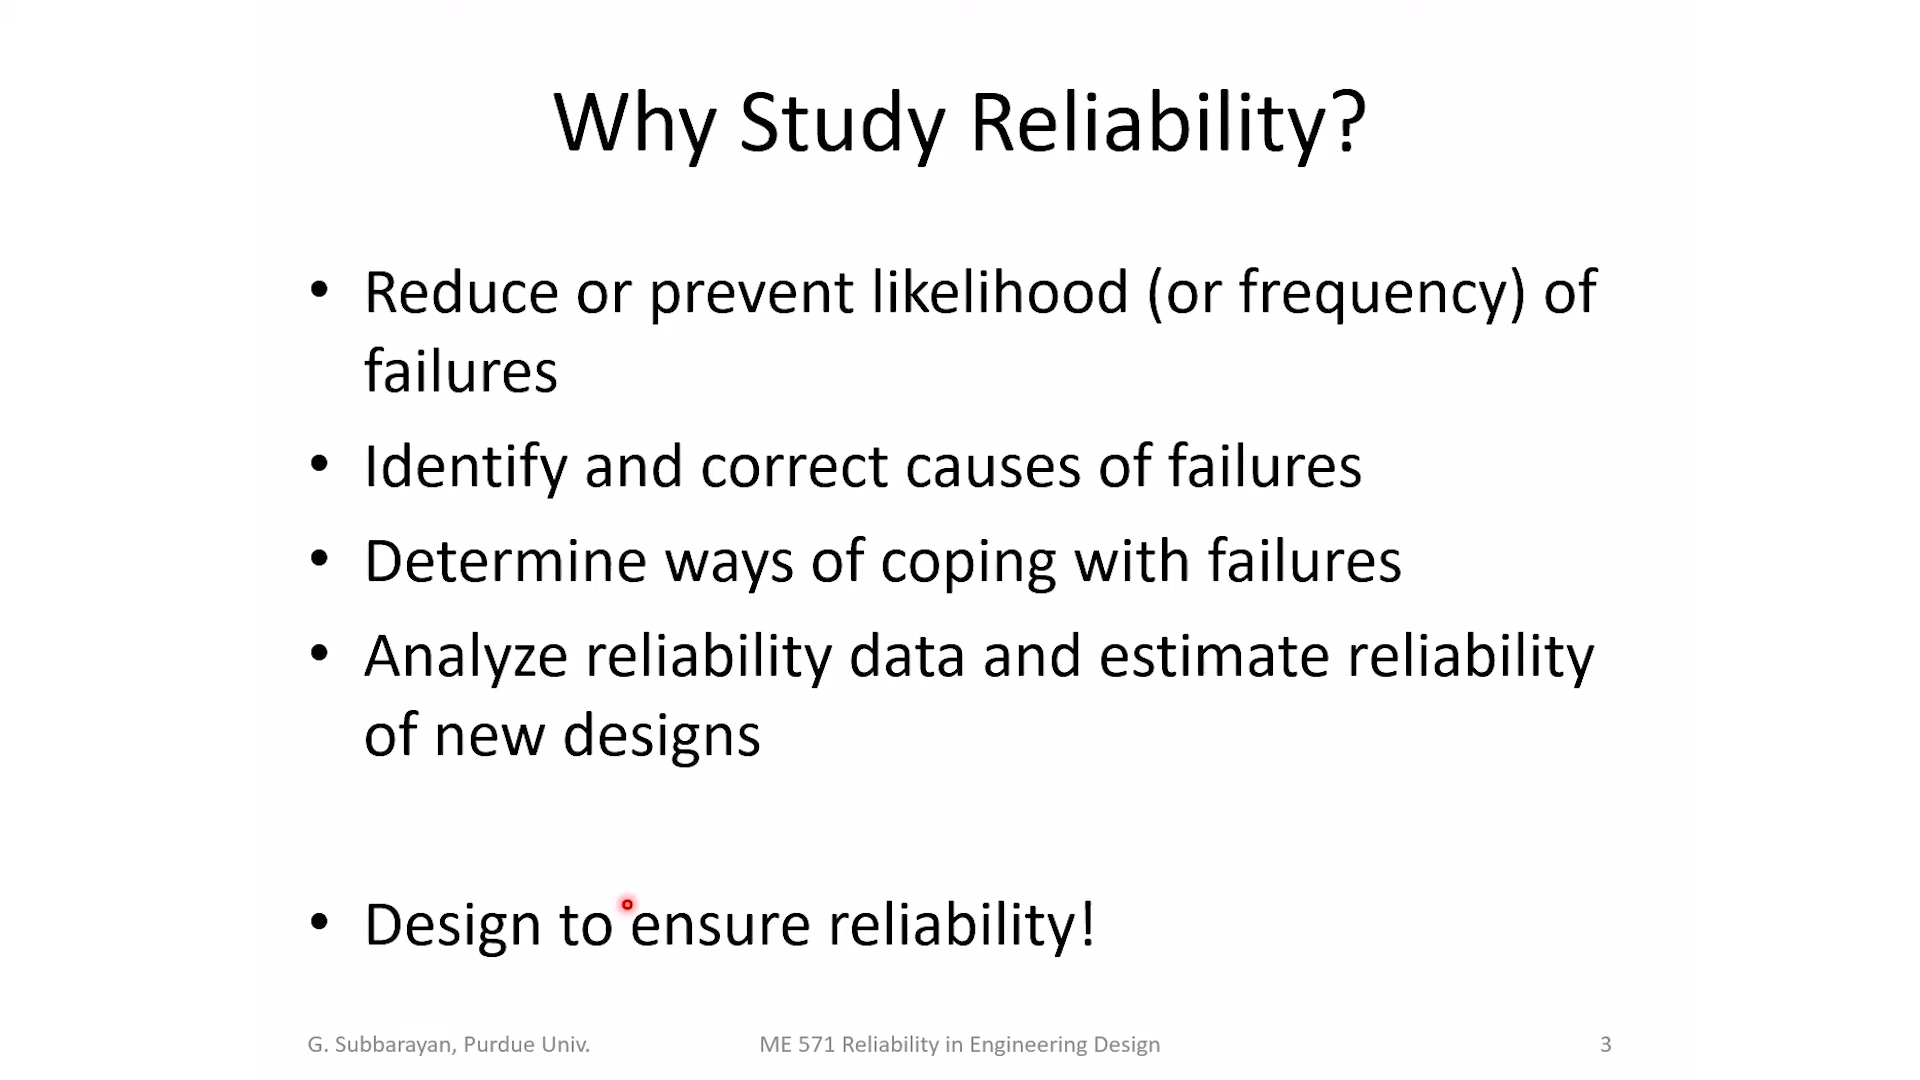 Why Study Reliability?
• Reduce or prevent likelihood (or frequency) of
failures
• Identify and correct causes of failures
• Determine ways of coping with failures
• Analyze reliability data and estimate reliability
of new designs
• Design to ensure reliability!
G. Subbarayan, Purdue Univ. ME 571 Reliability in Engineering Design 3